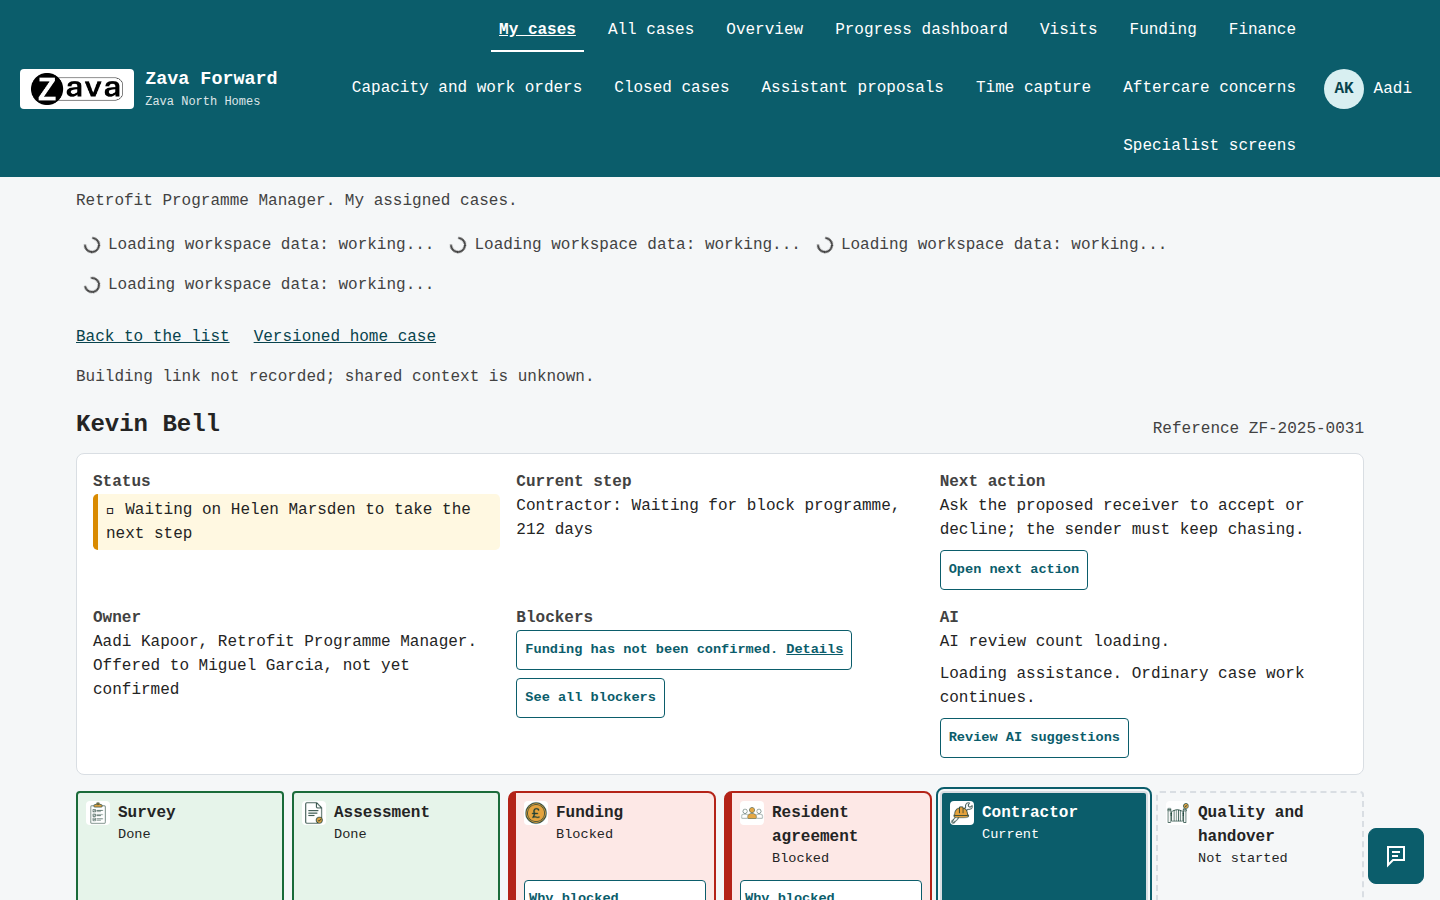 My cases All cases Overview Progress dashboard Visits Funding Finance
Zava
Zava Forward
Zava North Homes
Capacity and work orders Closed cases Assistant proposals Time capture Aftercare concerns
AK Aadi
Specialist screens
Retrofit Programme Manager. My assigned cases.
Loading workspace data: working... Loading workspace data: working... Loading workspace data: working...
Loading workspace data: working...
Back to the list Versioned home case
Building link not recorded; shared context is unknown.
Kevin Bell
Reference ZF-2025-0031
Status
Waiting on Helen Marsden to take the
next step
Current step
Contractor: Waiting for block programme,
212 days
Next action
Ask the proposed receiver to accept or
decline; the sender must keep chasing.
Open next action
Owner
Aadi Kapoor, Retrofit Programme Manager.
Offered to Miguel Garcia, not yet
confirmed
Blockers
Funding has not been confirmed. Details
See all blockers
AI
AI review count loading.
Loading assistance. Ordinary case work
continues.
Review AI suggestions
Survey
Done
Assessment
Done
Funding
Blocked
Why blocked
Resident
agreement
Blocked
Why blocked
Contractor
Current
Quality and
handover
Not started